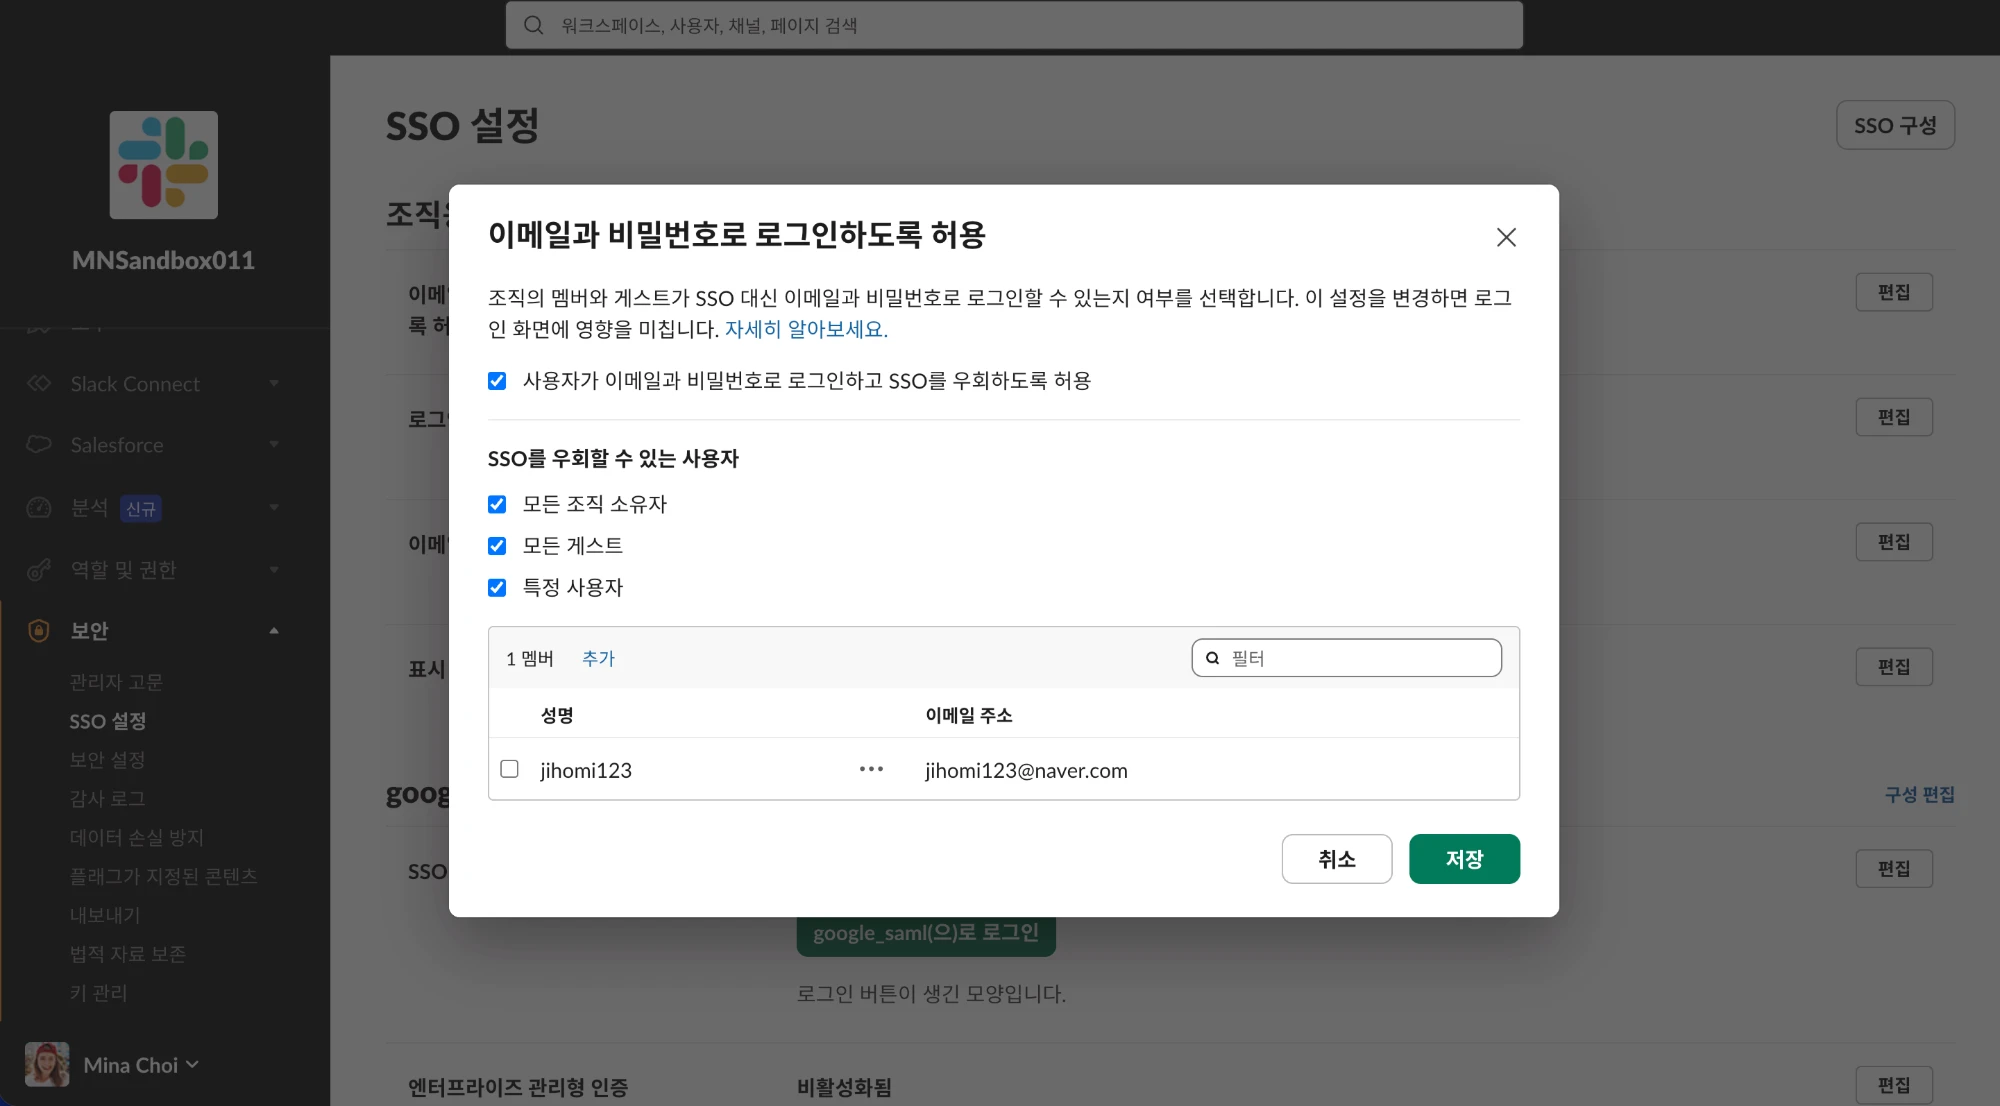 워크스페이스, 사용자, 채널, 페이지 검색
MNSandbox011
Slack Connect
Salesforce
분석 신규
역할 및 권한
보안
관리자 고문
SSO 설정
보안 설정
감사 로그
데이터 손실 방지
플래그가 지정된 콘텐츠
내보내기
법적 자료 보존
키 관리
Mina Choi
SSO 설정
SSO 구성
조직
이메
록 허
편집
로그
편집
이메
편집
표시
편집
goog
구성 편집
SSO
편집
google_saml(으)로 로그인
로그인 버튼이 생긴 모양입니다.
엔터프라이즈 관리형 인증
비활성화됨
편집
이메일과 비밀번호로 로그인하도록 허용
조직의 멤버와 게스트가 SSO 대신 이메일과 비밀번호로 로그인할 수 있는지 여부를 선택합니다. 이 설정을 변경하면 로그
인 화면에 영향을 미칩니다. 자세히 알아보세요.
사용자가 이메일과 비밀번호로 로그인하고 SSO를 우회하도록 허용
SSO를 우회할 수 있는 사용자
모든 조직 소유자
모든 게스트
특정 사용자
1 멤버
추가
필터
성명
이메일 주소
jihomi123
jihomi123@naver.com
취소
저장